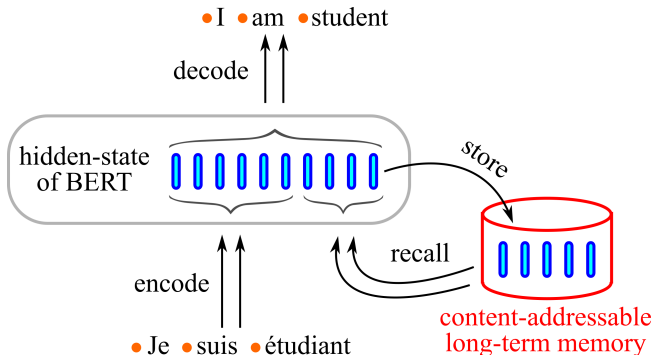 •I •am •student
decode
hidden-state
of BERT
store
recall
encode
•Je •suis •étudiant
content-addressable
long-term memory